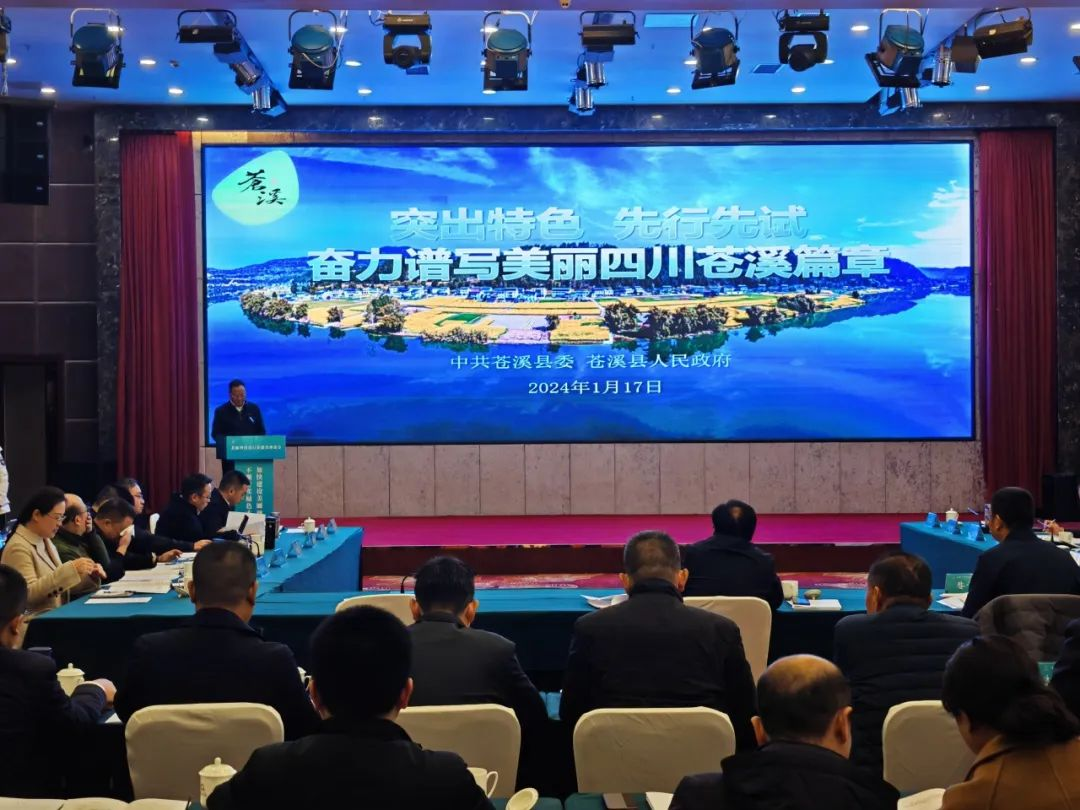 苍溪
突出特色 先行先试
奋力谱写美丽四川苍溪篇章
中共苍溪县委 苍溪县人民政府
2024年1月17日